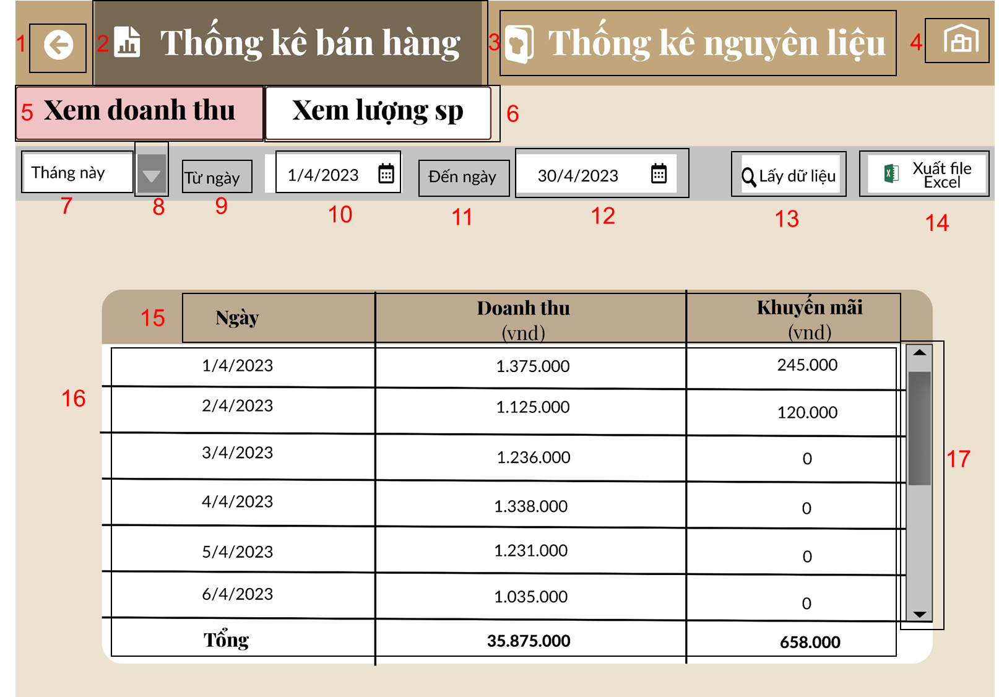 1
2
Thống kê bán hàng
3
Thống kê nguyên liệu
4
5
Xem doanh thu
Xem lượng sp
6
Tháng này
Từ ngày
1/4/2023
Đến ngày
30/4/2023
Lấy dữ liệu
Xuất file
Excel
7
8
9
10
11
12
13
14
15
Ngày
Doanh thu
(vnd)
Khuyến mãi
(vnd)
1/4/2023 1.375.000 245.000
16
2/4/2023 1.125.000 120.000
3/4/2023 1.236.000 0
17
4/4/2023 1.338.000 0
5/4/2023 1.231.000 0
6/4/2023 1.035.000 0
Tổng 35.875.000 658.000